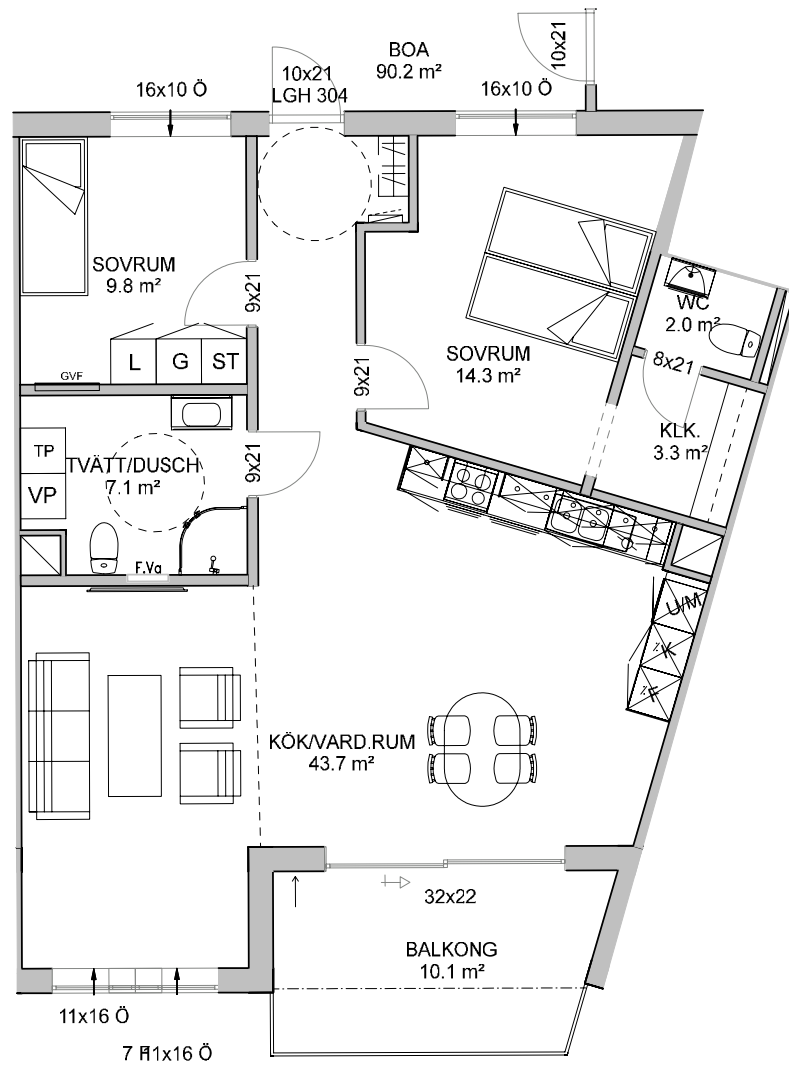 BOA
90.2 m²
10x21
16x10 Ö
10x21
LGH 304
16x10 Ö
SOVRUM
9.8 m²
9x21
L G ST
GVF
WC
2.0 m²
8x21
SOVRUM
14.3 m²
9x21
KLK.
3.3 m²
TP
VP
TVÄTT/DUSCH
7.1 m²
9x21
F.Va
U/M
K
F
KÖK/VARD.RUM
43.7 m²
32x22
BALKONG
10.1 m²
11x16 Ö
11x16 Ö